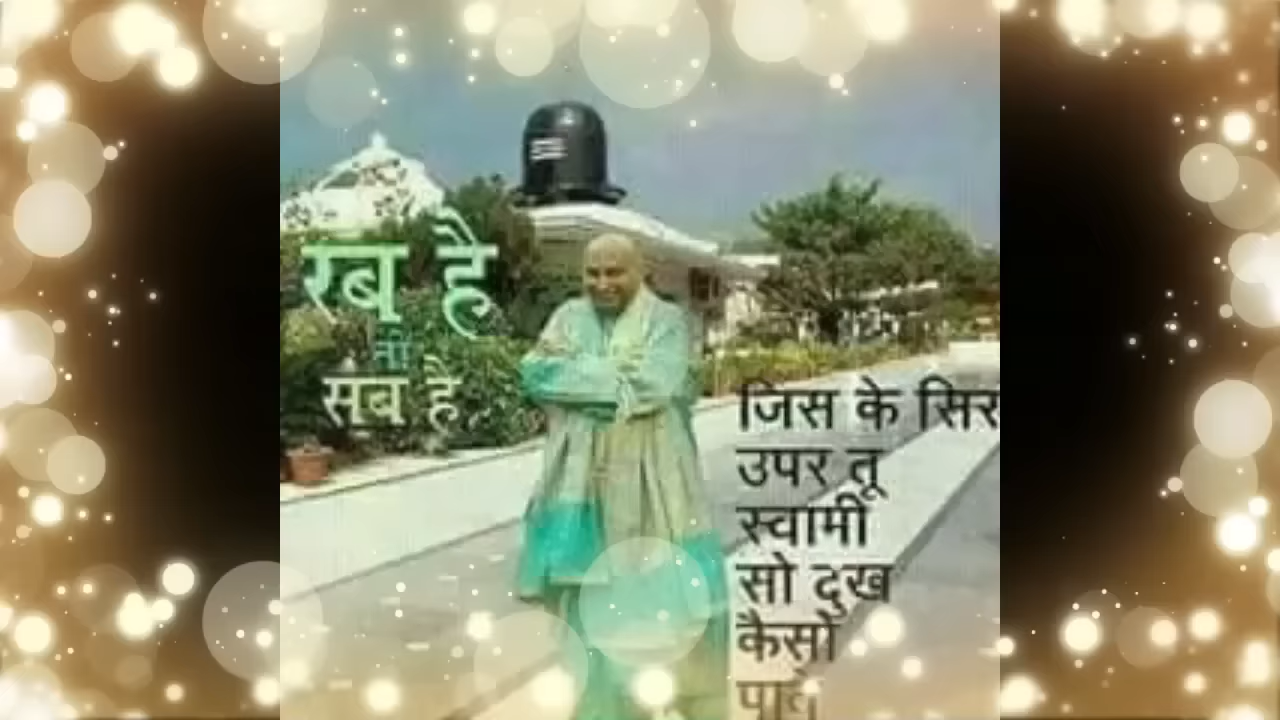 रब है
तो
सब है..
जिस के सिर
उपर तू
स्वामी
सो दुख
कैसो
पावे